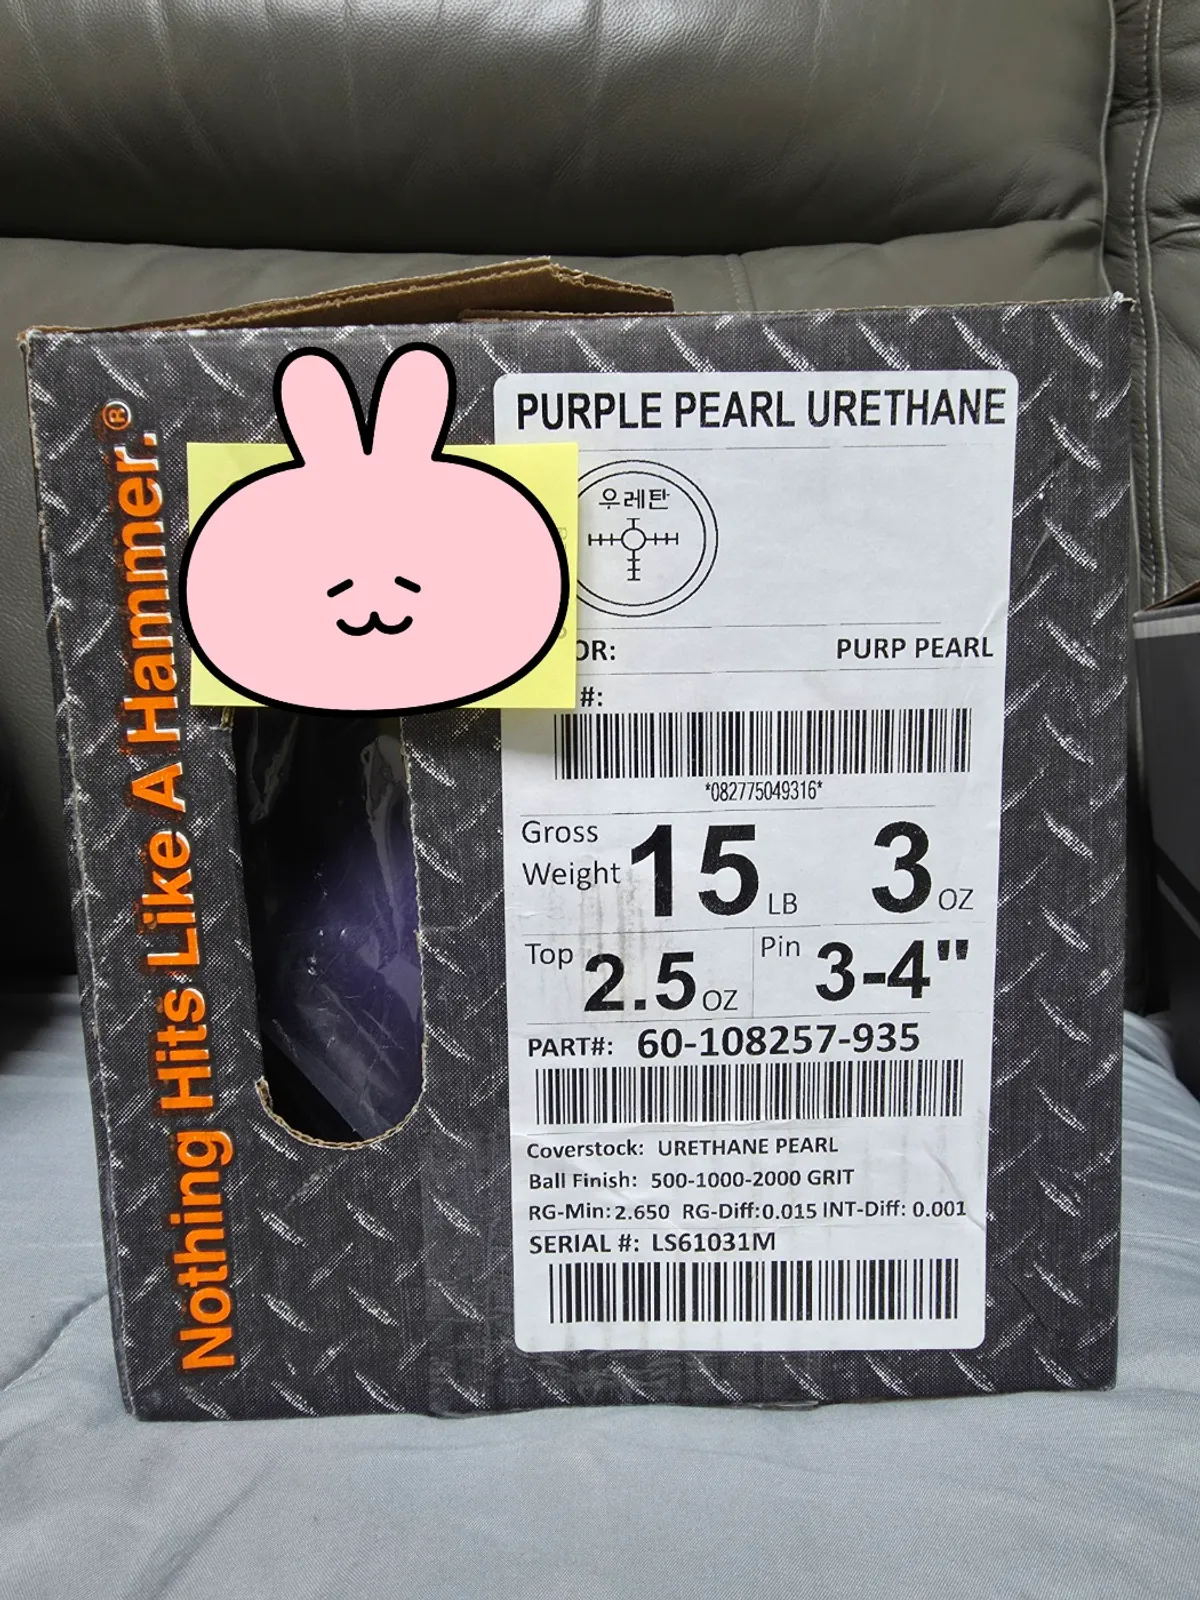 Nothing Hits Like A Hammer.®
PURPLE PEARL URETHANE
우레탄
OR:
PURP PEARL
#:
*082775049316*
Gross
Weight 15 LB 3 OZ
Top 2.5 OZ
Pin 3-4"
PART#: 60-108257-935
Coverstock: URETHANE PEARL
Ball Finish: 500-1000-2000 GRIT
RG-Min: 2.650 RG-Diff:0.015 INT-Diff: 0.001
SERIAL #: LS61031M